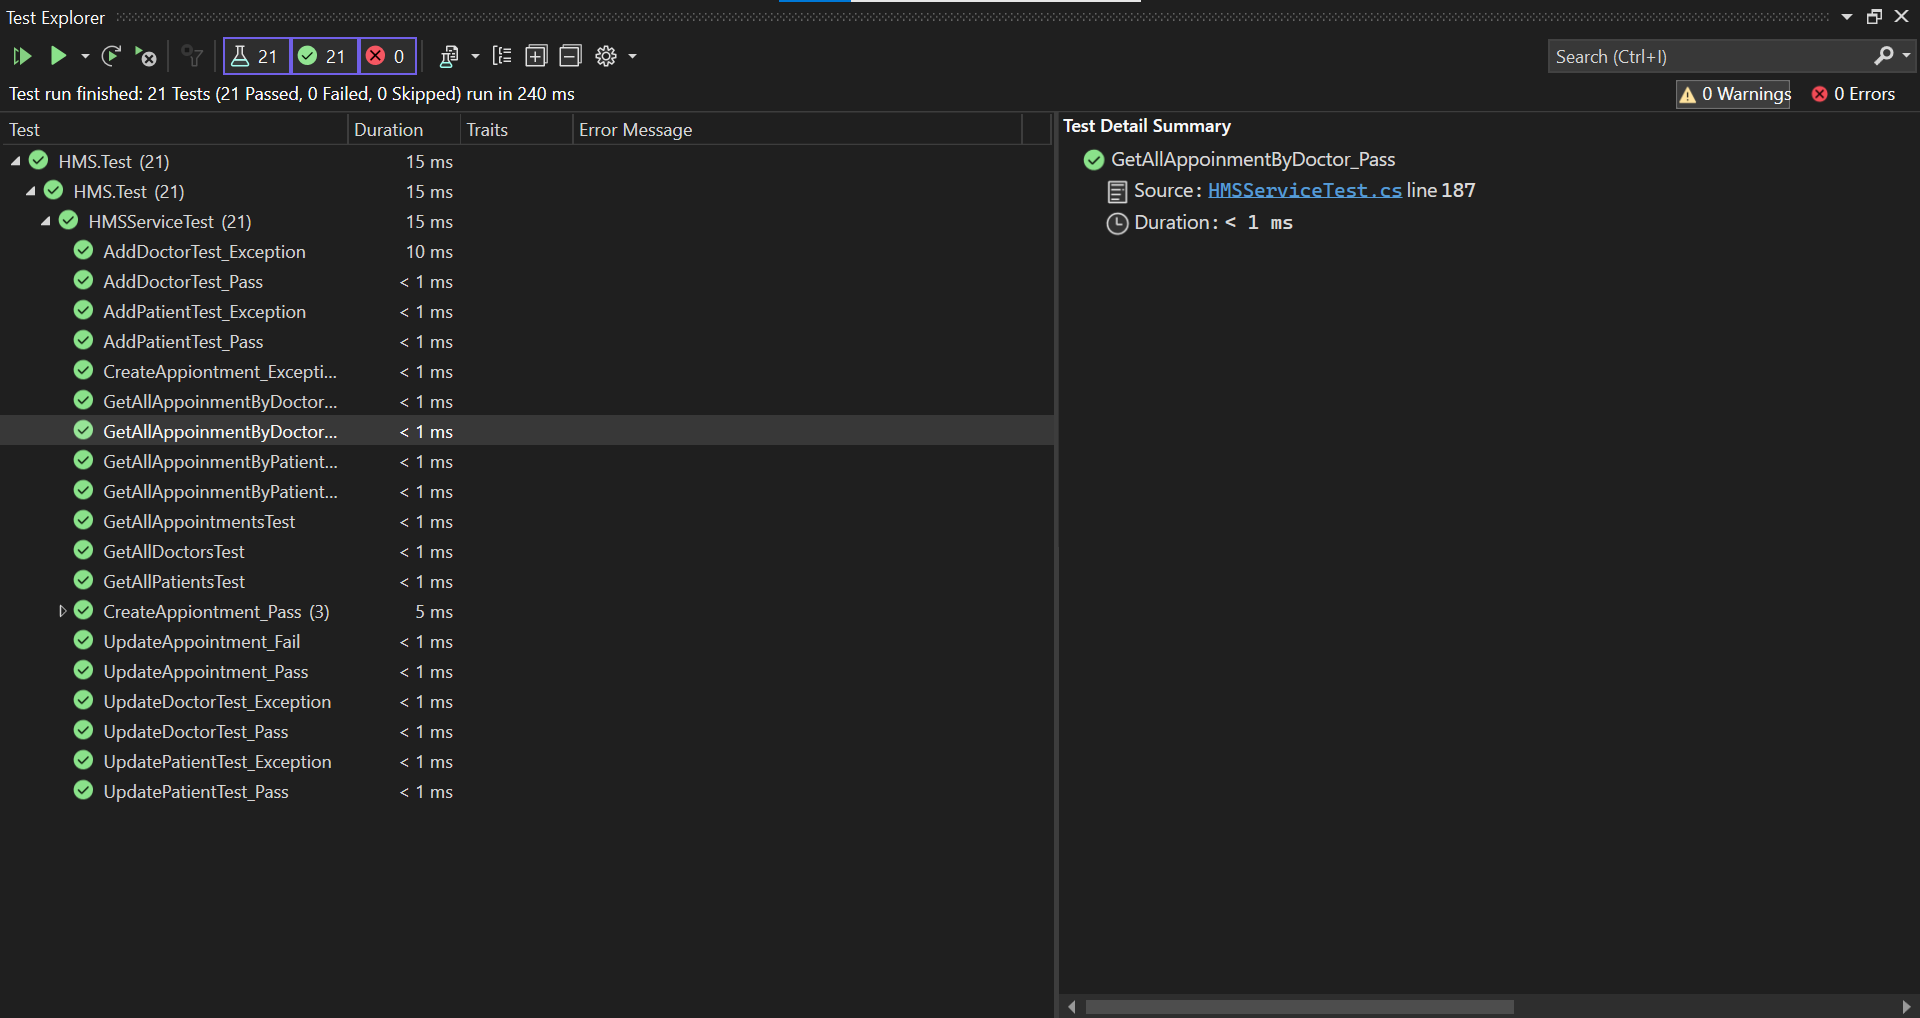 Test Explorer
21 21 0
Search (Ctrl+I)
Test run finished: 21 Tests (21 Passed, 0 Failed, 0 Skipped) run in 240 ms
0 Warnings 0 Errors
Test Duration Traits Error Message
HMS.Test (21) 15 ms
HMS.Test (21) 15 ms
HMSServiceTest (21) 15 ms
AddDoctorTest_Exception 10 ms
AddDoctorTest_Pass < 1 ms
AddPatientTest_Exception < 1 ms
AddPatientTest_Pass < 1 ms
CreateAppiontment_Excepti... < 1 ms
GetAllAppoinmentByDoctor... < 1 ms
GetAllAppoinmentByDoctor... < 1 ms
GetAllAppoinmentByPatient... < 1 ms
GetAllAppoinmentByPatient... < 1 ms
GetAllAppointmentsTest < 1 ms
GetAllDoctorsTest < 1 ms
GetAllPatientsTest < 1 ms
CreateAppiontment_Pass (3) 5 ms
UpdateAppointment_Fail < 1 ms
UpdateAppointment_Pass < 1 ms
UpdateDoctorTest_Exception < 1 ms
UpdateDoctorTest_Pass < 1 ms
UpdatePatientTest_Exception < 1 ms
UpdatePatientTest_Pass < 1 ms
Test Detail Summary
GetAllAppoinmentByDoctor_Pass
Source: HMSServiceTest.cs line 187
Duration: < 1 ms